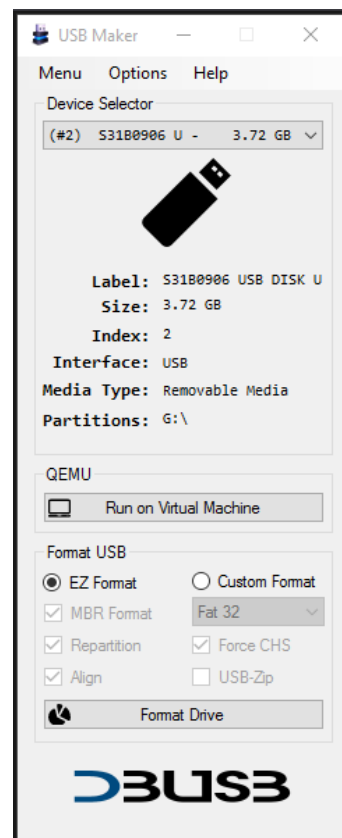 USB Maker
Menu Options Help
Device Selector
(#2) S31B0906 U - 3.72 GB
Label: S31B0906 USB DISK U
Size: 3.72 GB
Index: 2
Interface: USB
Media Type: Removable Media
Partitions: G:\
QEMU
Run on Virtual Machine
Format USB
EZ Format Custom Format
MBR Format Fat 32
Repartition Force CHS
Align USB-Zip
Format Drive
DBUSB